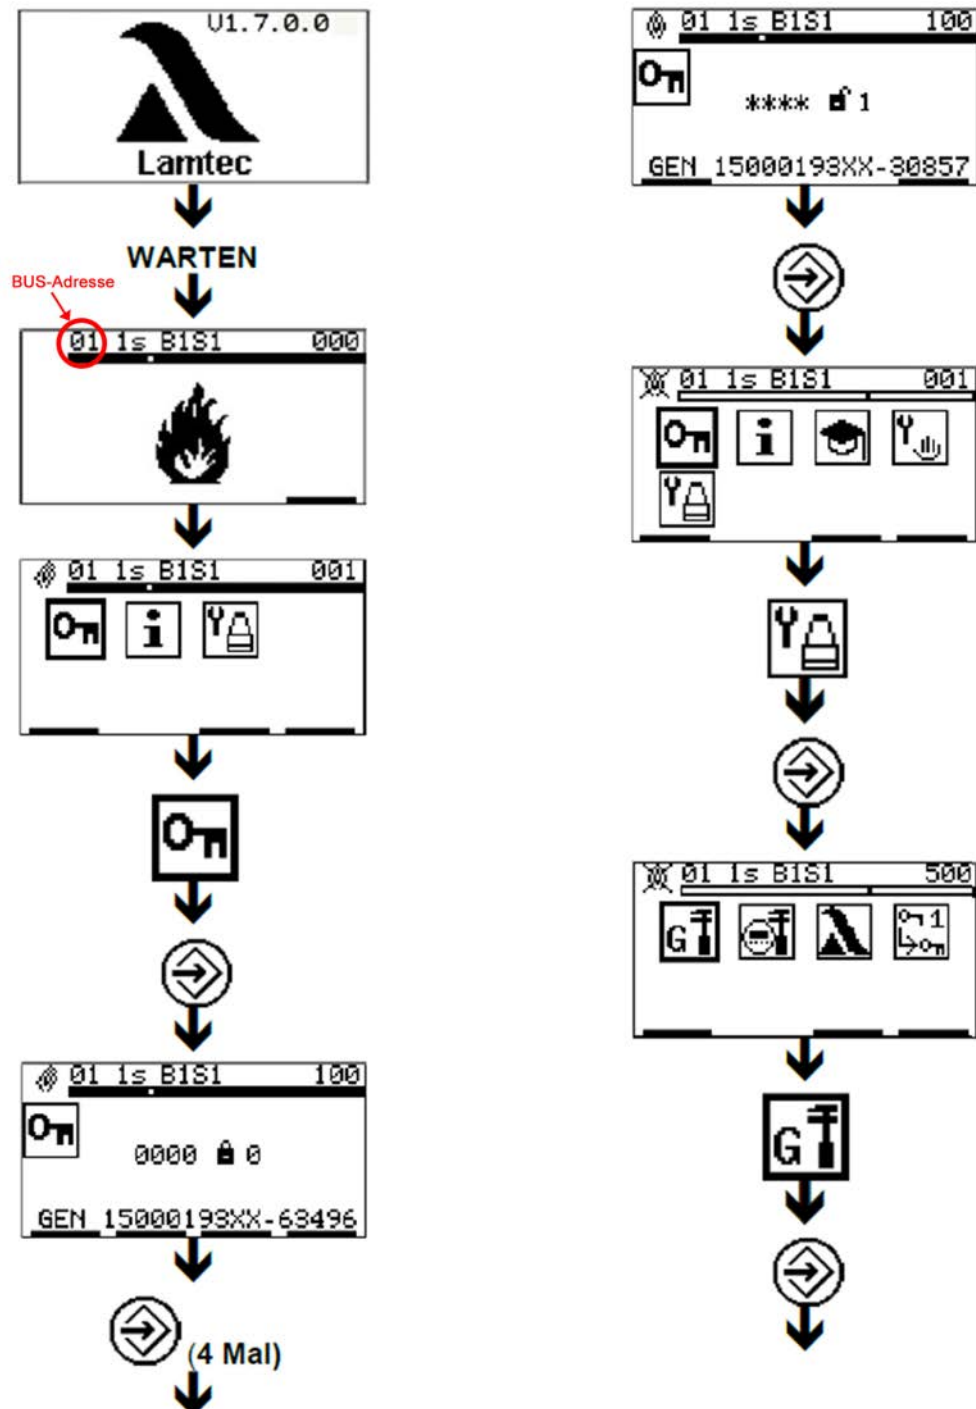 V1.7.0.0
Lamtec
WARTEN
BUS-Adresse
01 1s B1S1 000
01 1s B1S1 001
01 1s B1S1 100
0000 0
GEN 15000193XX-63496
(4 Mal)
01 1s B1S1 100
**** 1
GEN 15000193XX-30857
01 1s B1S1 001
i
01 1s B1S1 500
G 1
G